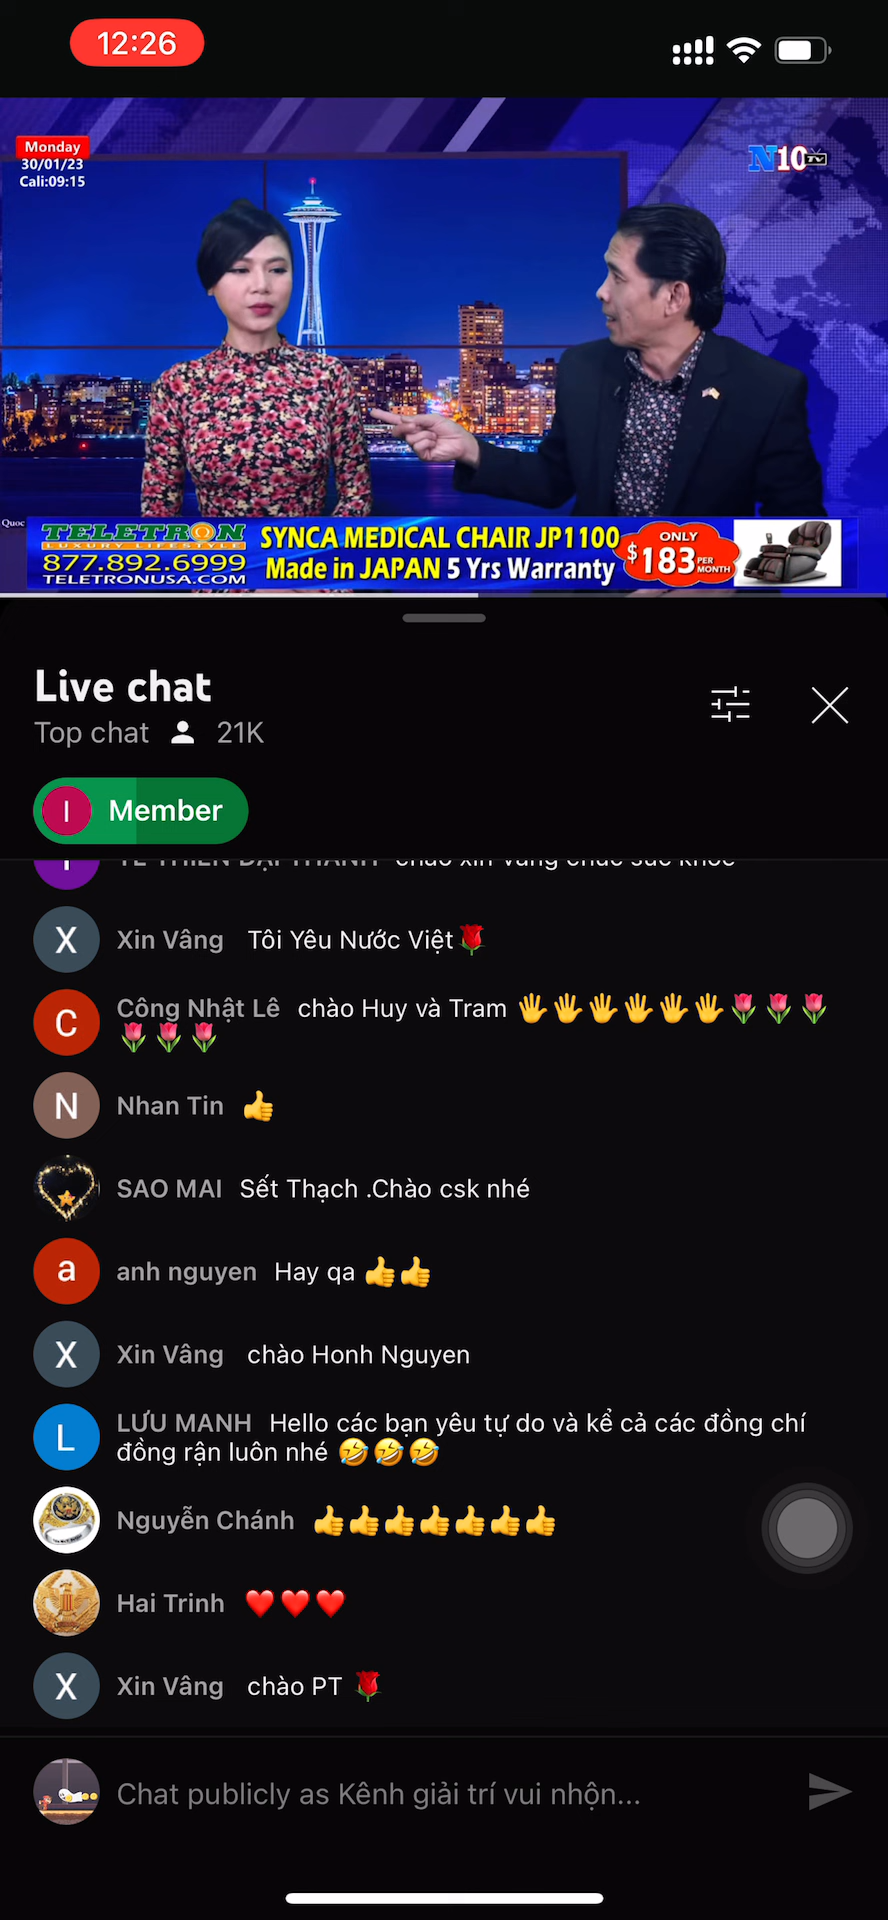 12:26
Monday
30/01/23
Cali:09:15
N10 TV
Quoc
TELETRON
LUXURY LIFESTYLE
877.892.6999
TELETRONUSA.COM
SYNCA MEDICAL CHAIR JP1100
Made in JAPAN 5 Yrs Warranty
ONLY
$183 PER MONTH
Live chat
Top chat 21K
I Member
X Xin Vâng Tôi Yêu Nước Việt🌹
C Công Nhật Lê chào Huy và Tram 🖐🖐🖐🖐🖐🖐🌷🌷🌷
🌷🌷🌷
N Nhan Tin 👍
SAO MAI Sết Thạch .Chào csk nhé
a anh nguyen Hay qa 👍👍
X Xin Vâng chào Honh Nguyen
L LƯU MANH Hello các bạn yêu tự do và kể cả các đồng chí
đồng rận luôn nhé 🤣🤣🤣
Nguyễn Chánh 👍👍👍👍👍👍👍
Hai Trinh ❤️❤️❤️
X Xin Vâng chào PT 🌹
Chat publicly as Kênh giải trí vui nhộn...